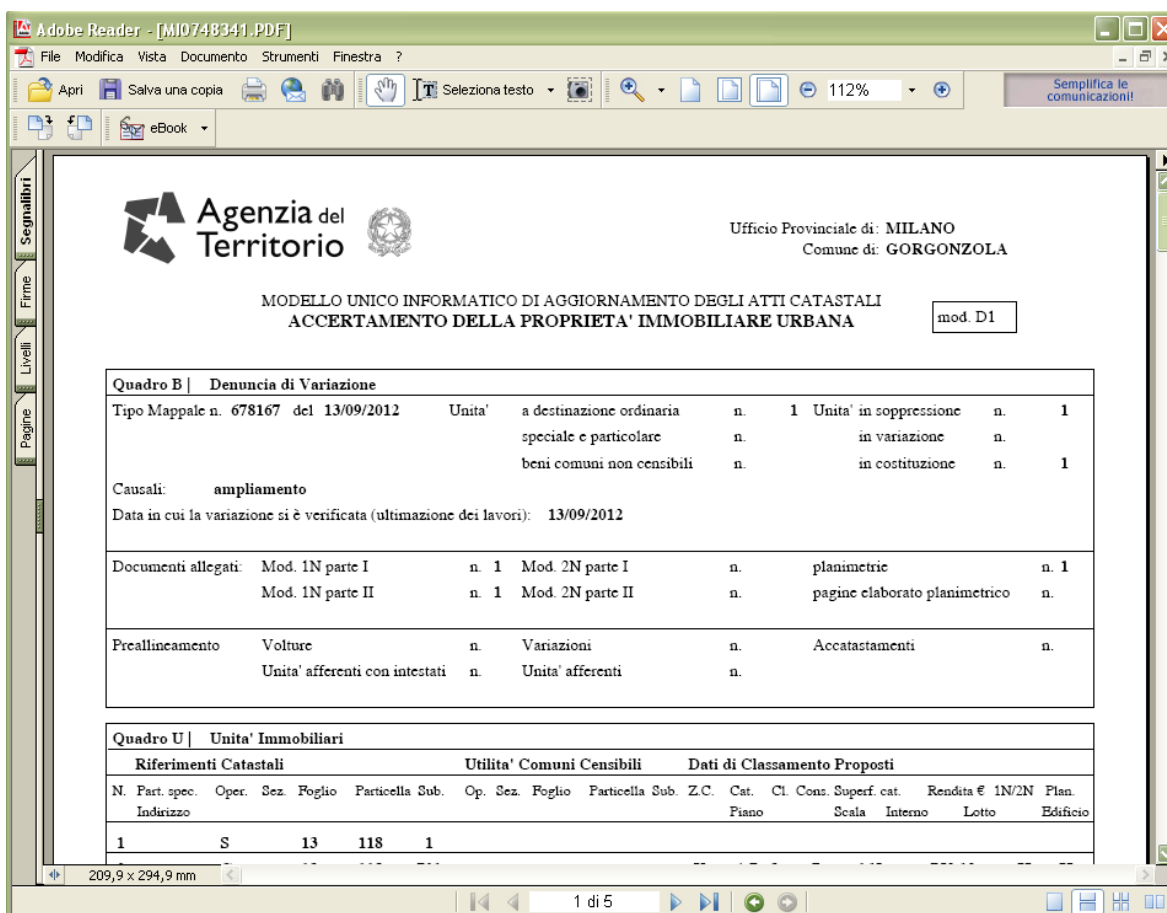 Adobe Reader - [MI0748341.PDF]
File Modifica Vista Documento Strumenti Finestra ?
Apri Salva una copia Seleziona testo 112% Semplifica le comunicazioni!
eBook
Segnalibri
Firme
Livelli
Pagine
Agenzia del
Territorio
Ufficio Provinciale di: MILANO
Comune di: GORGONZOLA
MODELLO UNICO INFORMATICO DI AGGIORNAMENTO DEGLI ATTI CATASTALI
ACCERTAMENTO DELLA PROPRIETA' IMMOBILIARE URBANA
mod. D1
Quadro B | Denuncia di Variazione
Tipo Mappale n. 678167 del 13/09/2012 Unita' a destinazione ordinaria n. 1 Unita' in soppressione n. 1
speciale e particolare n. in variazione n.
beni comuni non censibili n. in costituzione n. 1
Causali: ampliamento
Data in cui la variazione si è verificata (ultimazione dei lavori): 13/09/2012
Documenti allegati: Mod. 1N parte I n. 1 Mod. 2N parte I n. planimetrie n. 1
Mod. 1N parte II n. 1 Mod. 2N parte II n. pagine elaborato planimetrico n.
Preallineamento Volture n. Variazioni n. Accatastamenti n.
Unita' afferenti con intestati n. Unita' afferenti n.
Quadro U | Unita' Immobiliari
Riferimenti Catastali Utilita' Comuni Censibili Dati di Classamento Proposti
N. Part. spec. Oper. Sez. Foglio Particella Sub. Op. Sez. Foglio Particella Sub. Z.C. Cat. Cl. Cons. Superf. cat. Rendita € 1N/2N Plan.
Indirizzo Piano Scala Interno Lotto Edificio
1 S 13 118 1
209,9 x 294,9 mm
1 di 5